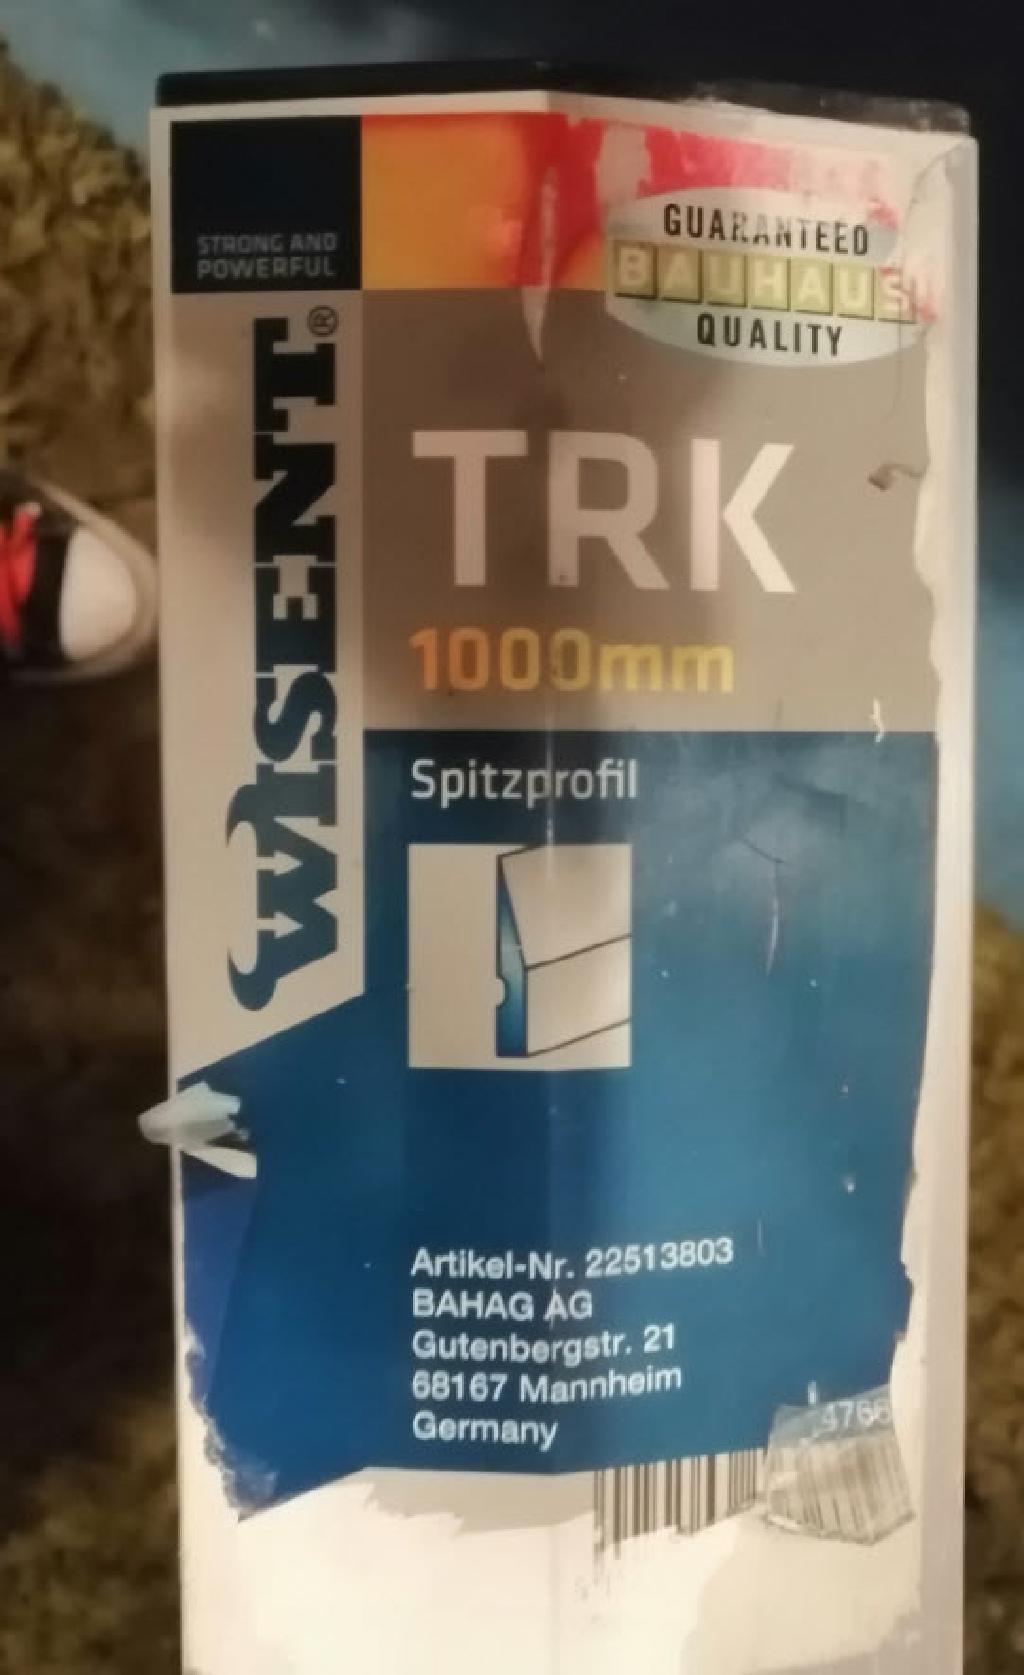 STRONG AND
POWERFUL
WISENT®
GUARANTEED
BAUHAUS
QUALITY
TRK
1000mm
Spitzprofil
Artikel-Nr. 22513803
BAHAG AG
Gutenbergstr. 21
68167 Mannheim
Germany